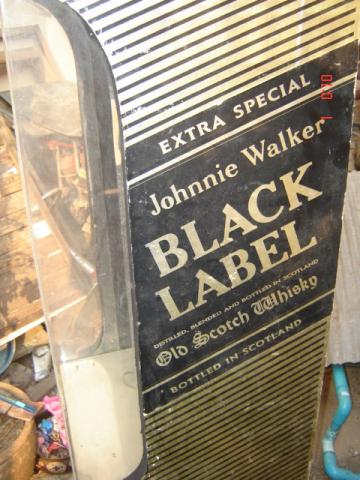 EXTRA SPECIAL
Johnnie Walker
BLACK
LABEL
DISTILLED, BLENDED AND BOTTLED IN SCOTLAND
Old Scotch Whisky
BOTTLED IN SCOTLAND